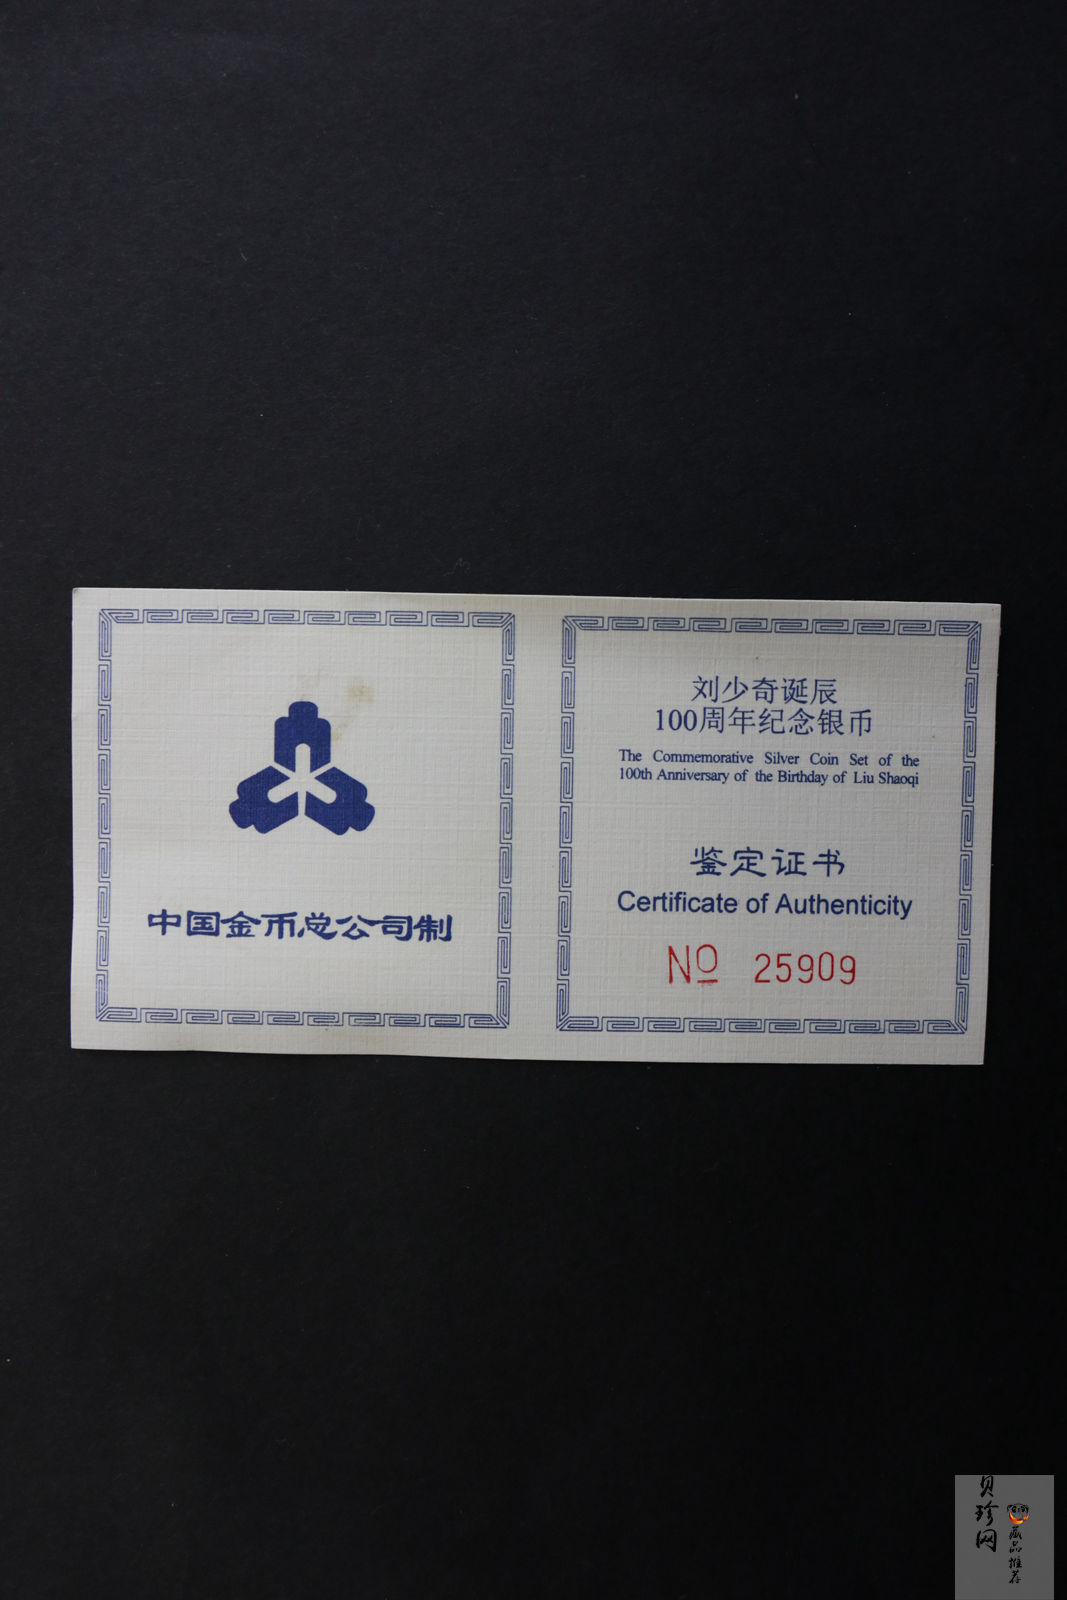 中国金币总公司制
刘少奇诞辰
100周年纪念银币
The Commemorative Silver Coin Set of the
100th Anniversary of the Birthday of Liu Shaoqi
鉴定证书
Certificate of Authenticity
No 25909
贝珍网
藏品推荐